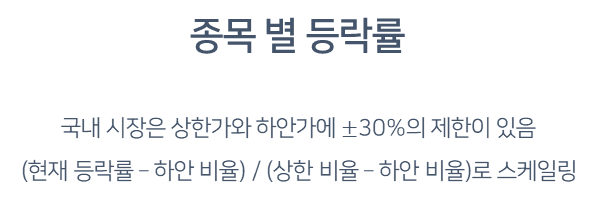 종목 별 등락률
국내 시장은 상한가와 하안가에 ±30%의 제한이 있음
(현재 등락률 – 하안 비율) / (상한 비율 – 하안 비율)로 스케일링